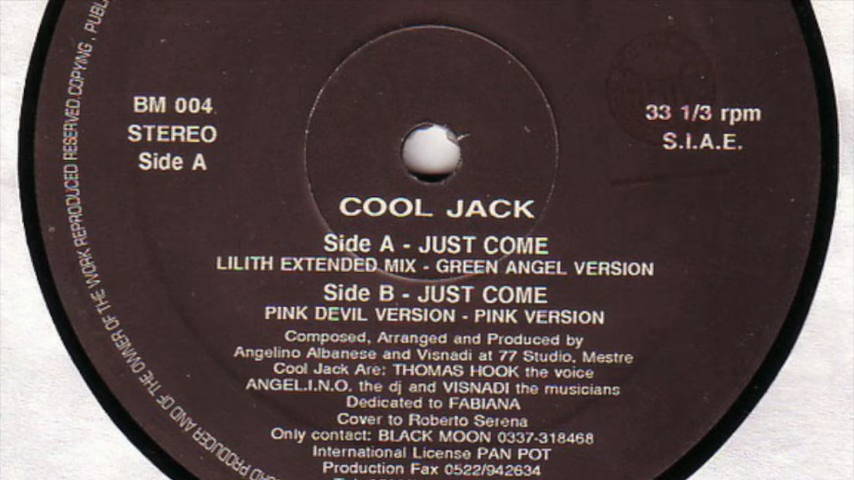 BM 004
STEREO
Side A
33 1/3 rpm
S.I.A.E.
COOL JACK
Side A - JUST COME
LILITH EXTENDED MIX - GREEN ANGEL VERSION
Side B - JUST COME
PINK DEVIL VERSION - PINK VERSION
Composed, Arranged and Produced by
Angelino Albanese and Visnadi at 77 Studio, Mestre
Cool Jack Are: THOMAS HOOK the voice
ANGEL.I.N.O. the dj and VISNADI the musicians
Dedicated to FABIANA
Cover to Roberto Serena
Only contact: BLACK MOON 0337-318468
International License PAN POT
Production Fax 0522/942634
PRODUCER AND OF THE OWNER OF THE WORK REPRODUCED RESERVED.COPYING, PUBL